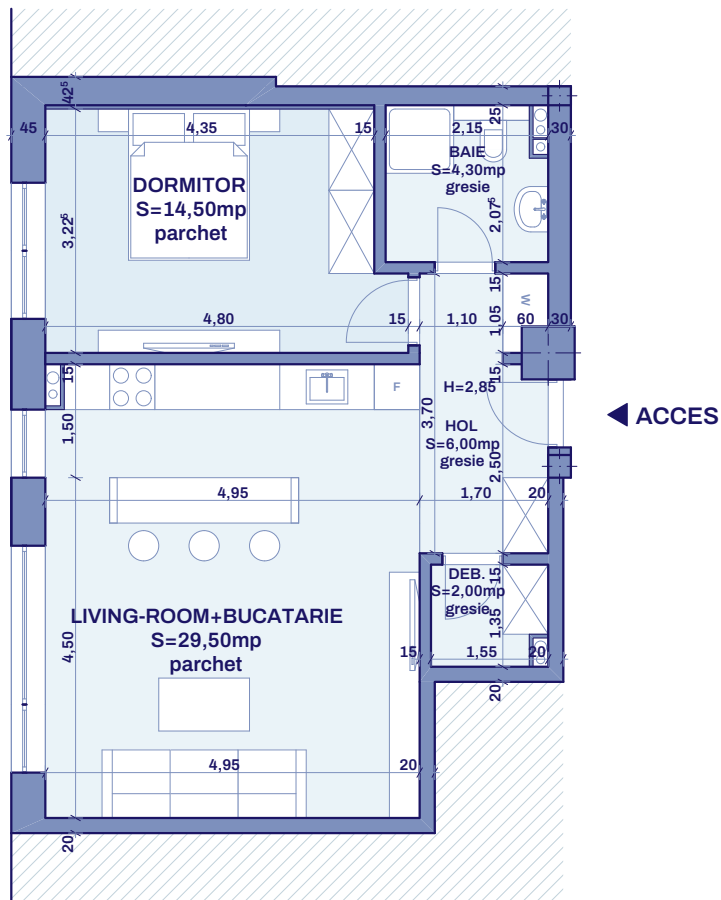 42⁵
25
45
4,35
15
2,15
30
BAIE
S=4,30mp
gresie
DORMITOR
S=14,50mp
parchet
3,22⁵
2,07⁵
15
W
4,80
15
1,10
1,05
60
30
15
15
H=2,85
F
1,50
3,70
HOL
S=6,00mp
gresie
2,50
ACCES
4,95
1,70
20
DEB.
S=2,00mp
gresie
15
1,35
LIVING-ROOM+BUCATARIE
S=29,50mp
parchet
4,50
15
1,55
20
20
4,95
20
20